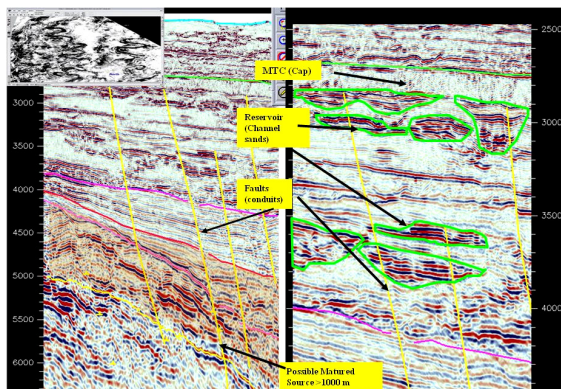 MTC (Cap)
Reservoir
(Channel
sands)
Faults
(conduits)
Possible Matured
Source >1000 m
3000
3500
4000
4500
5000
5500
6000
2500
3000
3500
4000